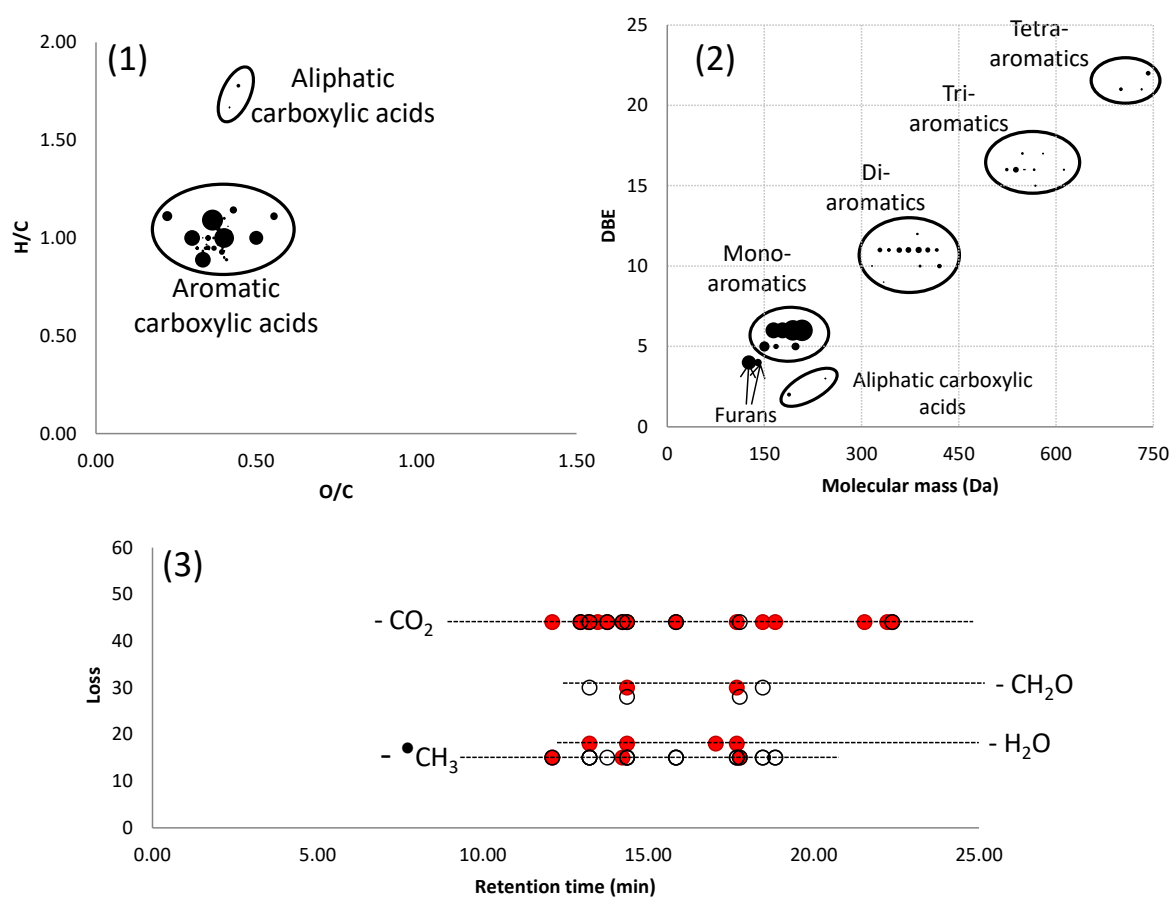 (1)
2.00
1.50
1.00
0.50
0.00
H/C
Aliphatic
carboxylic acids
Aromatic
carboxylic acids
0.00 0.50 1.00 1.50
O/C
(2)
25
20
15
10
5
0
DBE
Tetra-
aromatics
Tri-
aromatics
Di-
aromatics
Mono-
aromatics
Furans
Aliphatic carboxylic
acids
0 150 300 450 600 750
Molecular mass (Da)
(3)
60
50
40
30
20
10
0
Loss
- CO₂
- CH₂O
- H₂O
- •CH₃
0.00 5.00 10.00 15.00 20.00 25.00
Retention time (min)